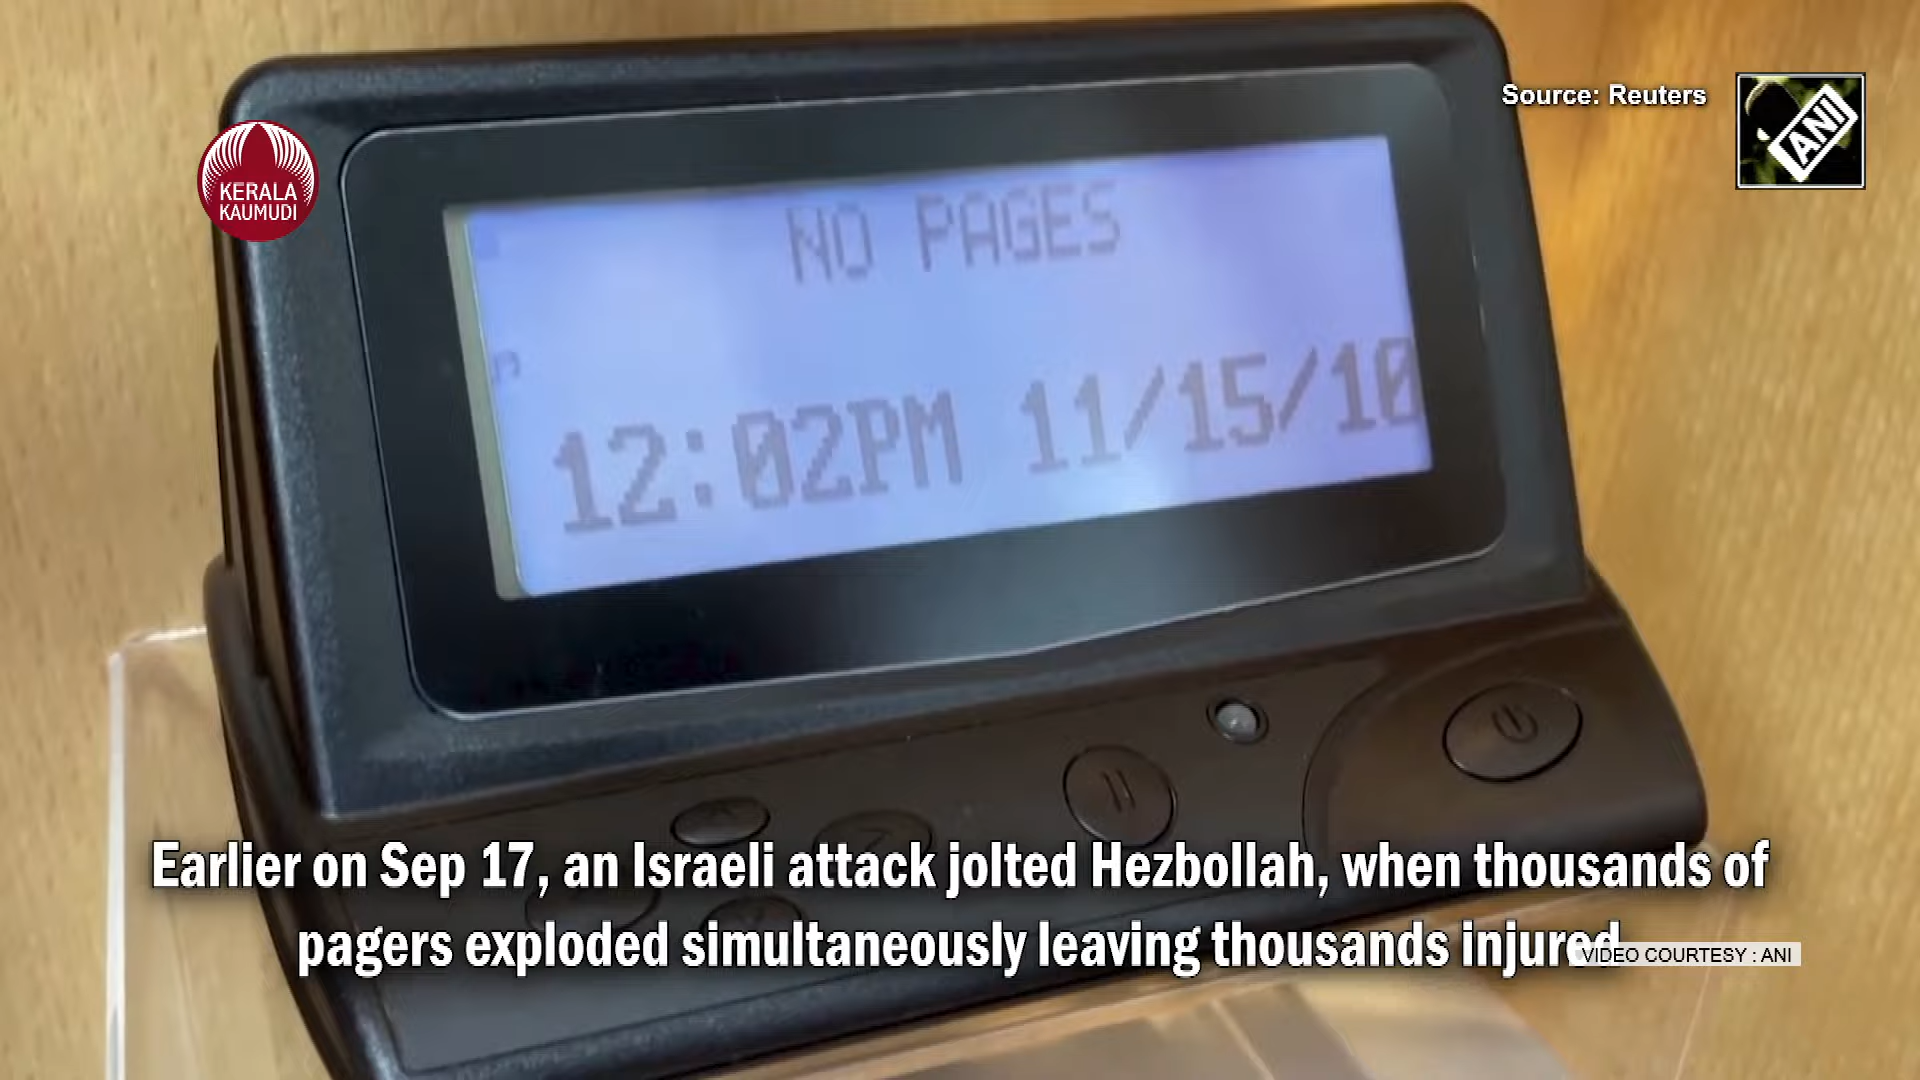 Source: Reuters
ANI
KERALA
KAUMUDI
NO PAGES
12:02PM 11/15/10
Earlier on Sep 17, an Israeli attack jolted Hezbollah, when thousands of
pagers exploded simultaneously leaving thousands injured
VIDEO COURTESY : ANI